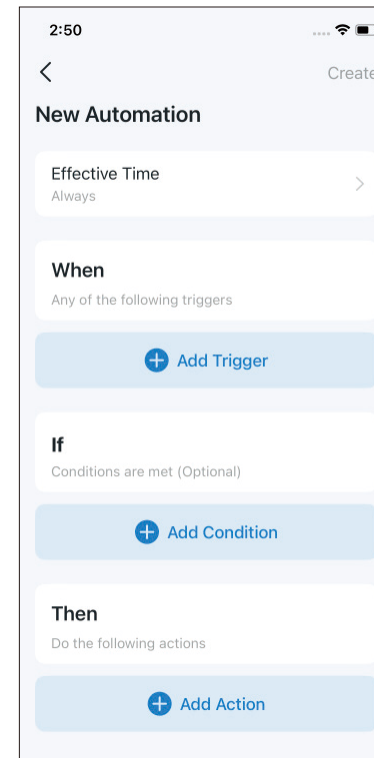 2:50
Create
New Automation
Effective Time
Always
When
Any of the following triggers
Add Trigger
If
Conditions are met (Optional)
Add Condition
Then
Do the following actions
Add Action